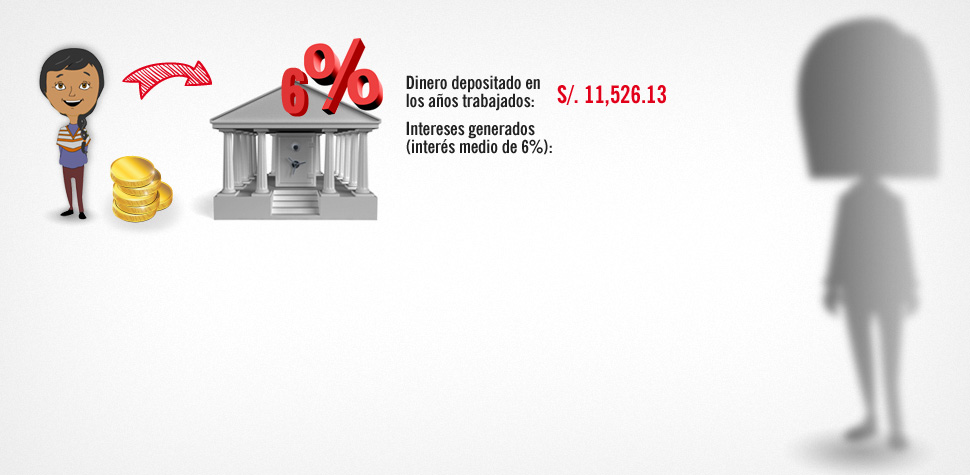 6%
Dinero depositado en
los años trabajados: S/. 11,526.13
Intereses generados
(interés medio de 6%):